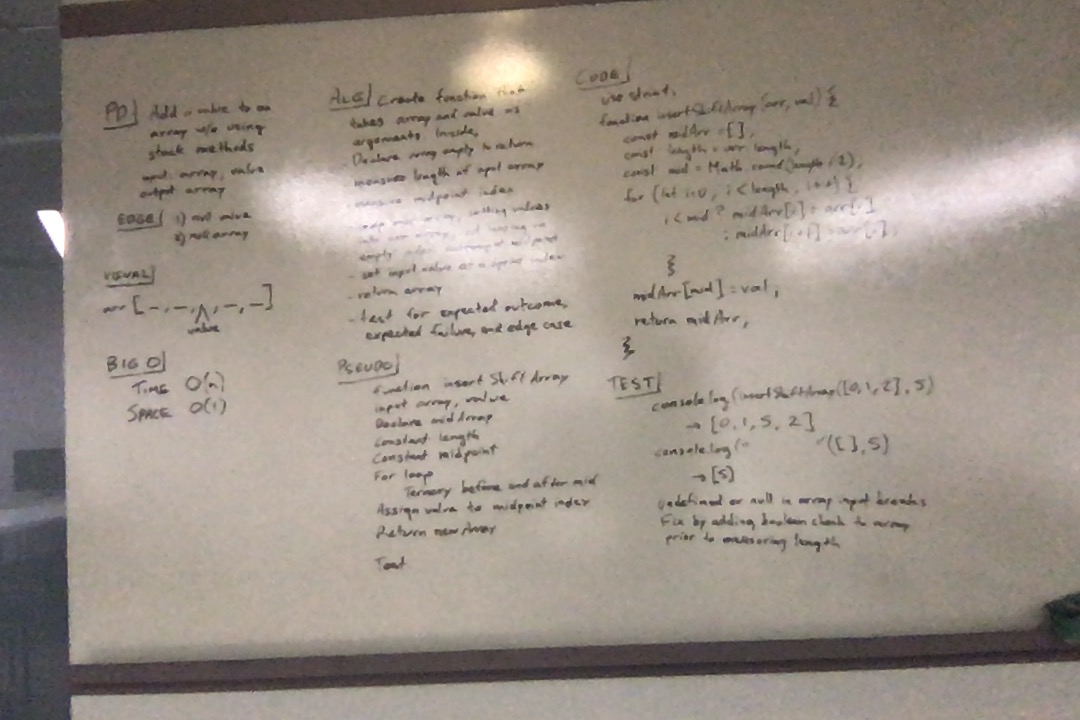 PD
Add a value to an
array w/o using
stock methods
input: array, value
output array
EDGE
1) null value
2) null array
VISUAL
arr [ -, -, ^, -, - ]
value
BIG O
TIME O(n)
SPACE O(1)
ALG
Create function that
takes array and value as
arguments Inside,
Declare array empty to return
measure length of input array
midpoint index
array, setting values
empty
- set input value at midpoint index
- return array
- test for expected outcome,
expected failure, and edge case
PSEUDO
Function insert Shift Array
input array, value
Declare midArray
Constant length
Constant midpoint
For loop
Ternary before and after mid
Assign value to midpoint index
Return newArray
Test
CODE
use strict,
function insertShiftArray(arr, val) {
const midArr = [],
const length = arr.length,
const mid = Math.round(length/2),
for (let i=0, i<length, i++) {
i<mid? midArr[i] = arr[i]
: midArr[i+1] = arr[i],
}
midArr[mid] = val,
return midArr,
}
TEST
console.log(insertShiftArray([0,1,2], 5)
→ [0, 1, 5, 2]
console.log(" "([ ], 5)
→ [5]
undefined or null in array input breaks
Fix by adding boolean check to array
prior to measuring length